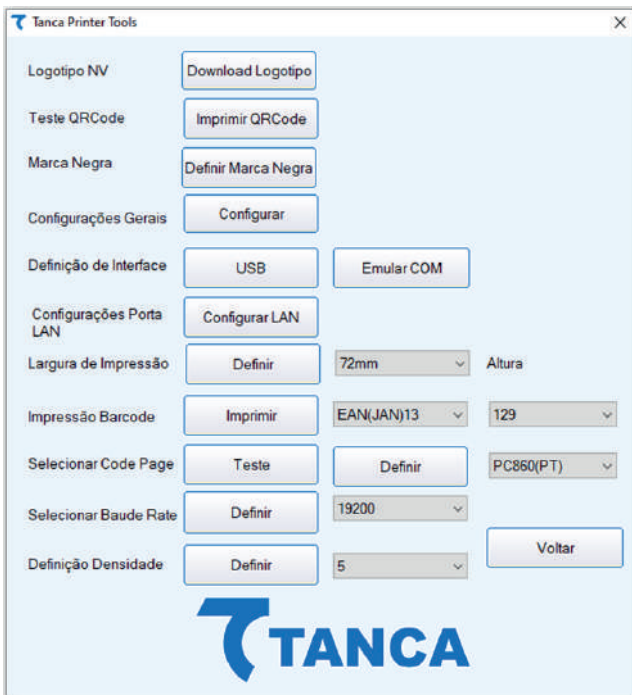 Tanca Printer Tools
Logotipo NV Download Logotipo
Teste QRCode Imprimir QRCode
Marca Negra Definir Marca Negra
Configurações Gerais Configurar
Definição de Interface USB Emular COM
Configurações Porta
LAN Configurar LAN
Largura de Impressão Definir 72mm Altura
Impressão Barcode Imprimir EAN(JAN)13 129
Selecionar Code Page Teste Definir PC860(PT)
Selecionar Baude Rate Definir 19200
Voltar
Definição Densidade Definir 5
TANCA